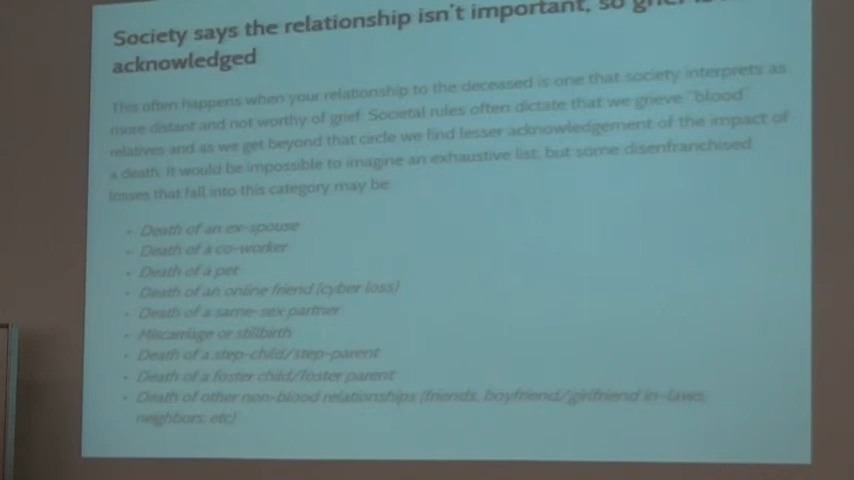 Society says the relationship isn't important, so grief is
acknowledged
This often happens when your relationship to the deceased is one that society interprets as
more distant and not worthy of grief. Societal rules often dictate that we grieve "blood"
relatives and as we get beyond that circle we find lesser acknowledgement of the impact of
a death. It would be impossible to imagine an exhaustive list, but some disenfranchised
losses that fall into this category may be:
• Death of an ex-spouse
• Death of a co-worker
• Death of a pet
• Death of an online friend (cyber loss)
• Death of a same-sex partner
• Miscarriage or stillbirth
• Death of a step-child/step-parent
• Death of a foster child/foster parent
• Death of other non-blood relationships (friends, boyfriend/girlfriend in-laws,
neighbors, etc)